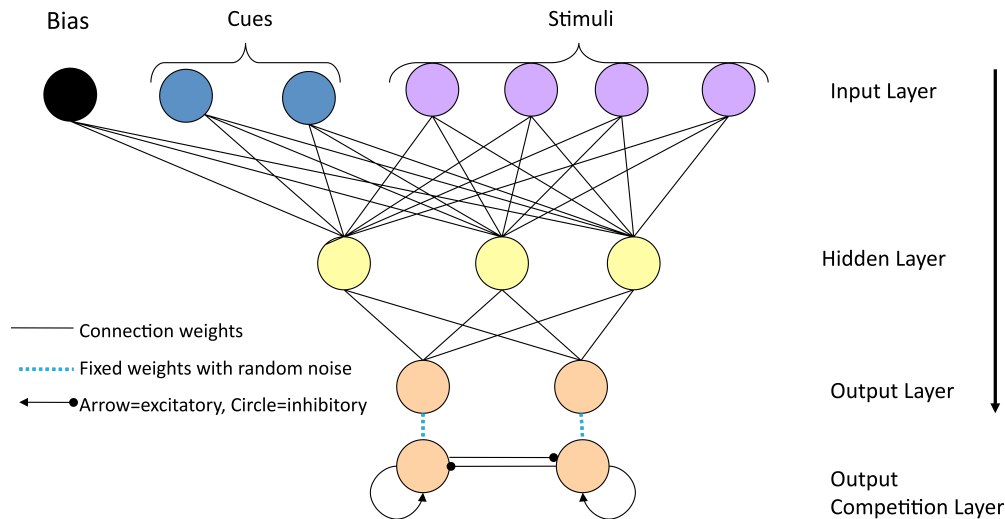 Bias
Cues
Stimuli
Input Layer
Hidden Layer
Connection weights
Fixed weights with random noise
Arrow=excitatory, Circle=inhibitory
Output Layer
Output
Competition Layer